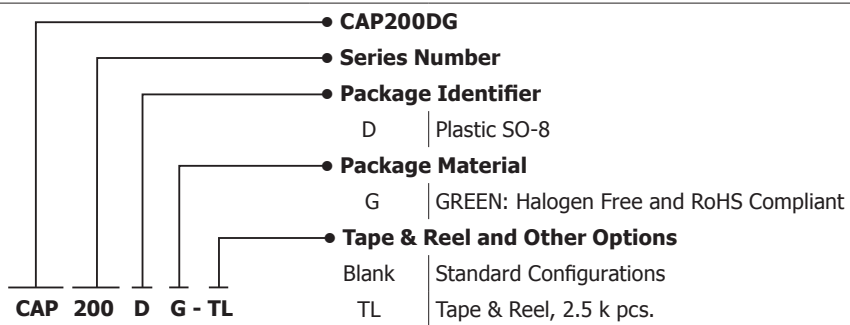 CAP200DG
Series Number
Package Identifier
D Plastic SO-8
Package Material
G GREEN: Halogen Free and RoHS Compliant
Tape & Reel and Other Options
Blank Standard Configurations
CAP 200 D G - TL TL Tape & Reel, 2.5 k pcs.